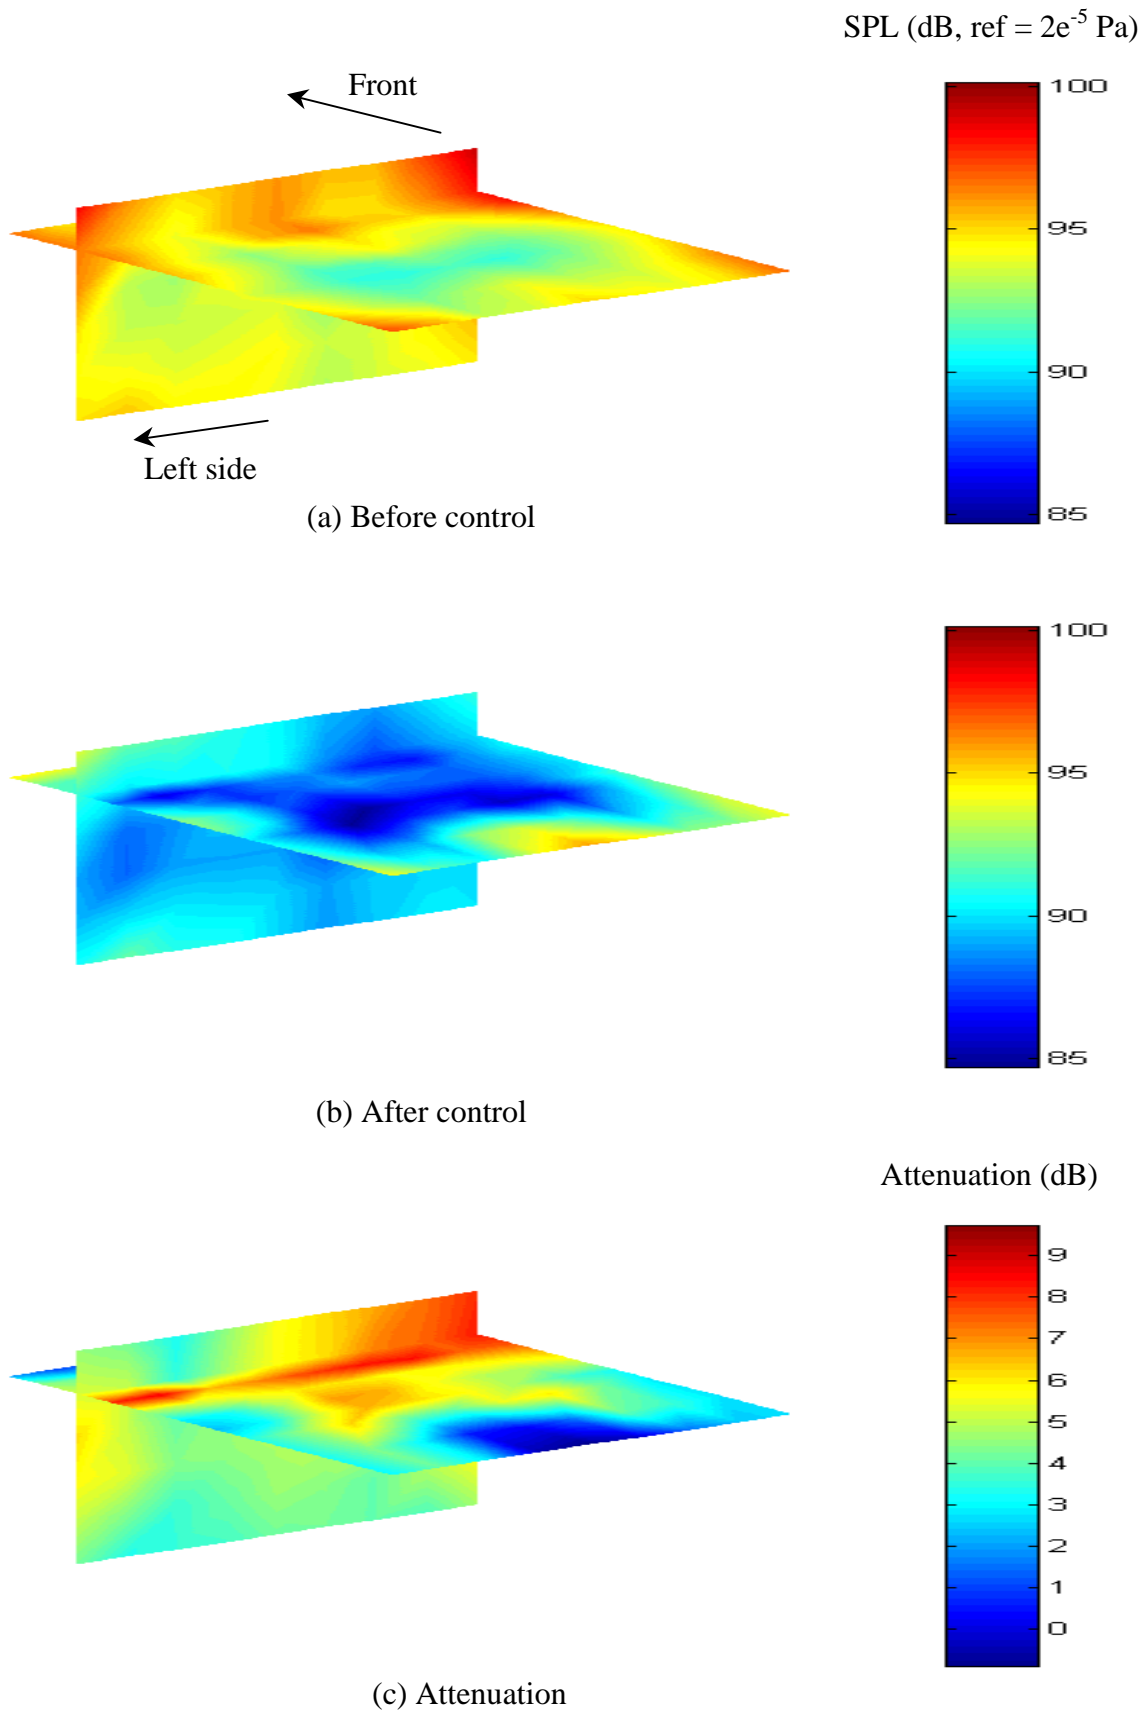 SPL (dB, ref = 2e-5 Pa)
Front
100
95
90
85
Left side
(a) Before control
100
95
90
85
(b) After control
Attenuation (dB)
9
8
7
6
5
4
3
2
1
0
(c) Attenuation